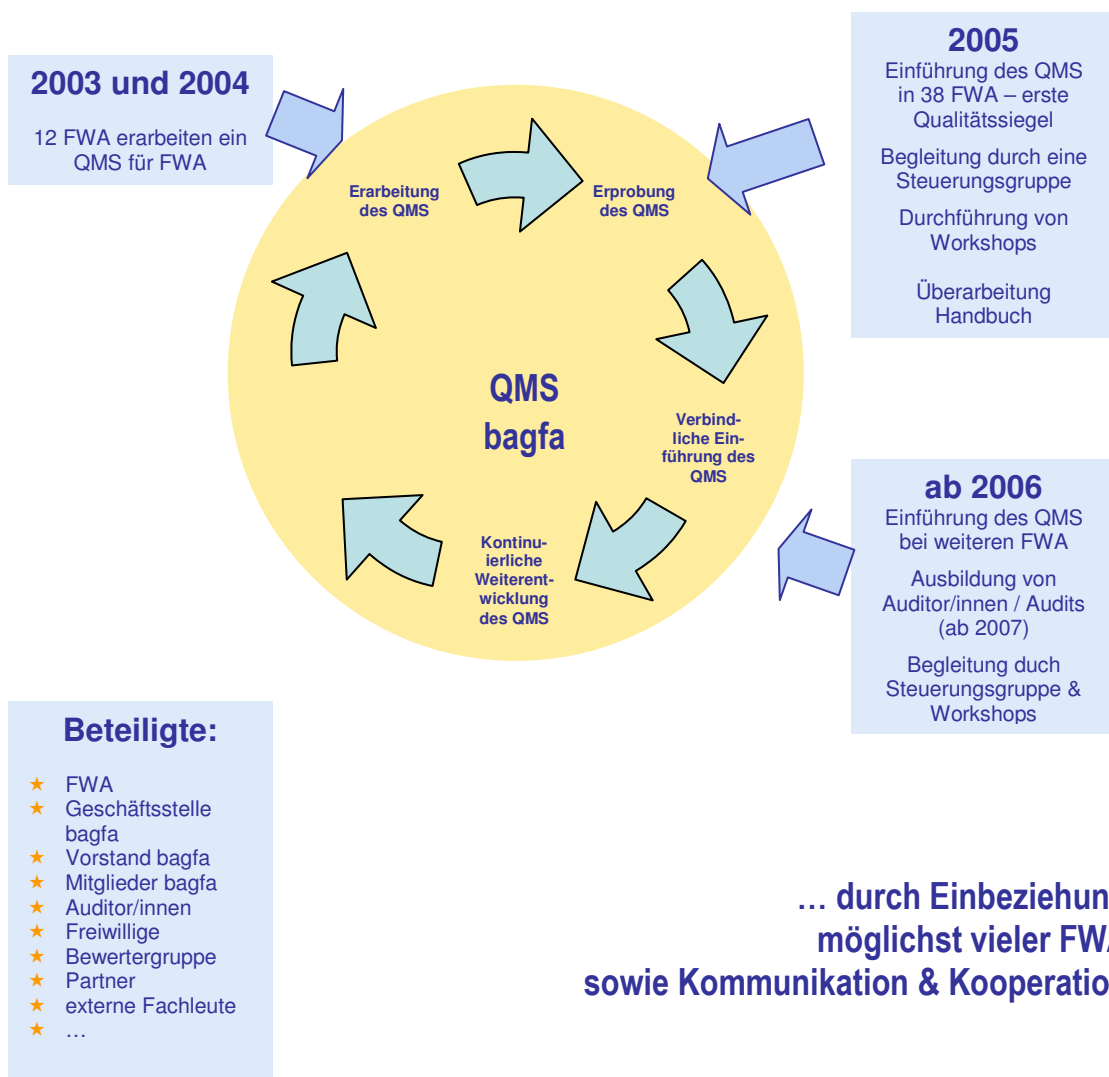 2003 und 2004
12 FWA erarbeiten ein
QMS für FWA
2005
Einführung des QMS
in 38 FWA – erste
Qualitätssiegel
Begleitung durch eine
Steuerungsgruppe
Durchführung von
Workshops
Überarbeitung
Handbuch
Erarbeitung
des QMS
Erprobung
des QMS
QMS
bagfa
Verbind-
liche Ein-
führung des
QMS
Kontinu-
ierliche
Weiterent-
wicklung
des QMS
ab 2006
Einführung des QMS
bei weiteren FWA
Ausbildung von
Auditor/innen / Audits
(ab 2007)
Begleitung duch
Steuerungsgruppe &
Workshops
Beteiligte:
★ FWA
★ Geschäftsstelle
bagfa
★ Vorstand bagfa
★ Mitglieder bagfa
★ Auditor/innen
★ Freiwillige
★ Bewertergruppe
★ Partner
★ externe Fachleute
★ …
… durch Einbeziehun
möglichst vieler FWA
sowie Kommunikation & Kooperatio